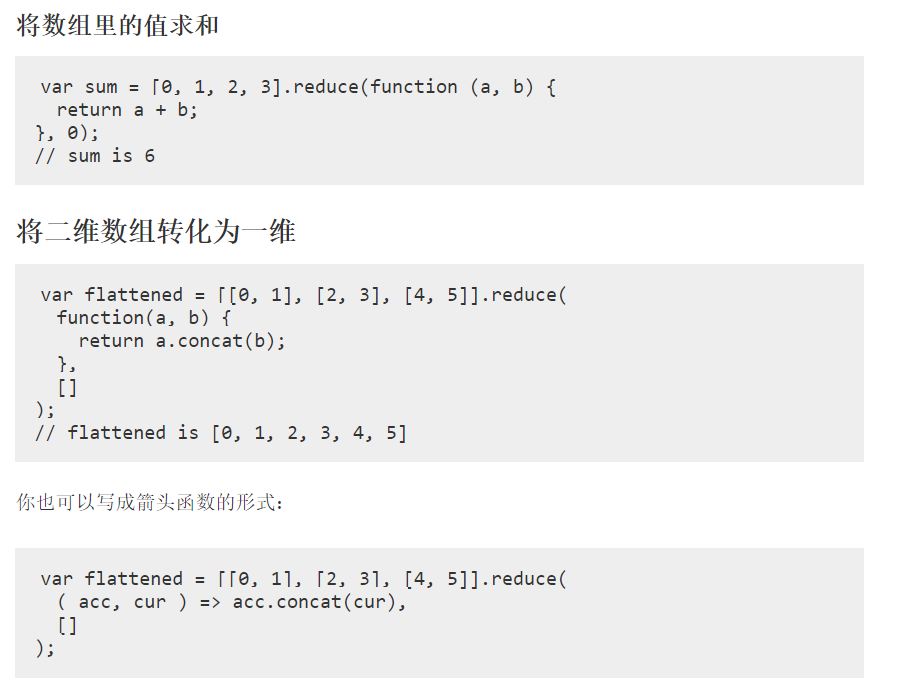 将数组里的值求和
var sum = [0, 1, 2, 3].reduce(function (a, b) {
  return a + b;
}, 0);
// sum is 6
将二维数组转化为一维
var flattened = [[0, 1], [2, 3], [4, 5]].reduce(
  function(a, b) {
    return a.concat(b);
  },
  []
);
// flattened is [0, 1, 2, 3, 4, 5]
你也可以写成箭头函数的形式：
var flattened = [[0, 1], [2, 3], [4, 5]].reduce(
  ( acc, cur ) => acc.concat(cur),
  []
);